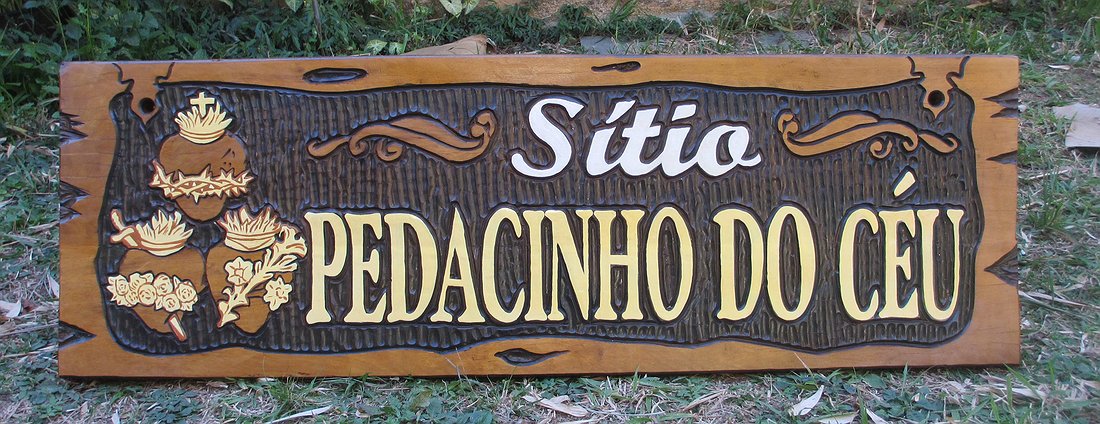 Sítio
PEDACINHO DO CÉU